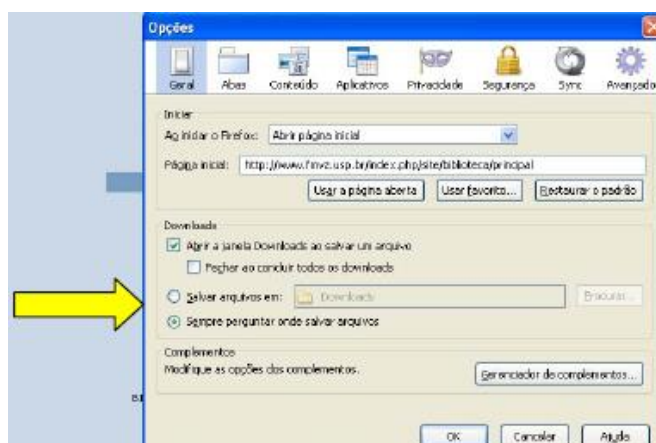 Opções
Geral Abas Conteúdo Aplicativos Privacidade Segurança Sync Avançado
Iniciar
Ao iniciar o Firefox: Abrir página inicial
Página inicial: http://www.fmvz.usp.br/index.php/site/biblioteca/principal
Usar a página aberta Usar favorito... Restaurar o padrão
Downloads
Abrir a janela Downloads ao salvar um arquivo
Fechar ao concluir todos os downloads
Salvar arquivos em: Downloads Procurar...
Sempre perguntar onde salvar arquivos
Complementos
Modifique as opções dos complementos.
Gerenciador de complementos...
OK Cancelar Ajuda